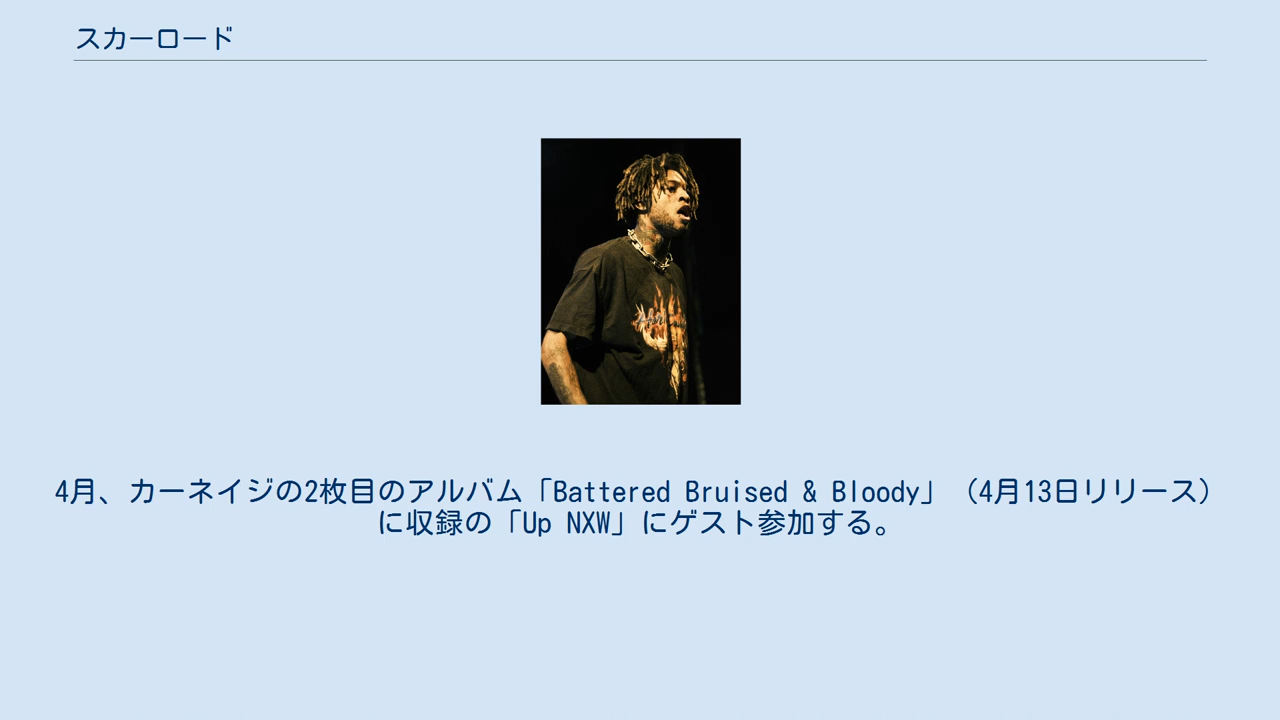 スカーロード
4月、カーネイジの2枚目のアルバム「Battered Bruised & Bloody」（4月13日リリース）
に収録の「Up NXW」にゲスト参加する。